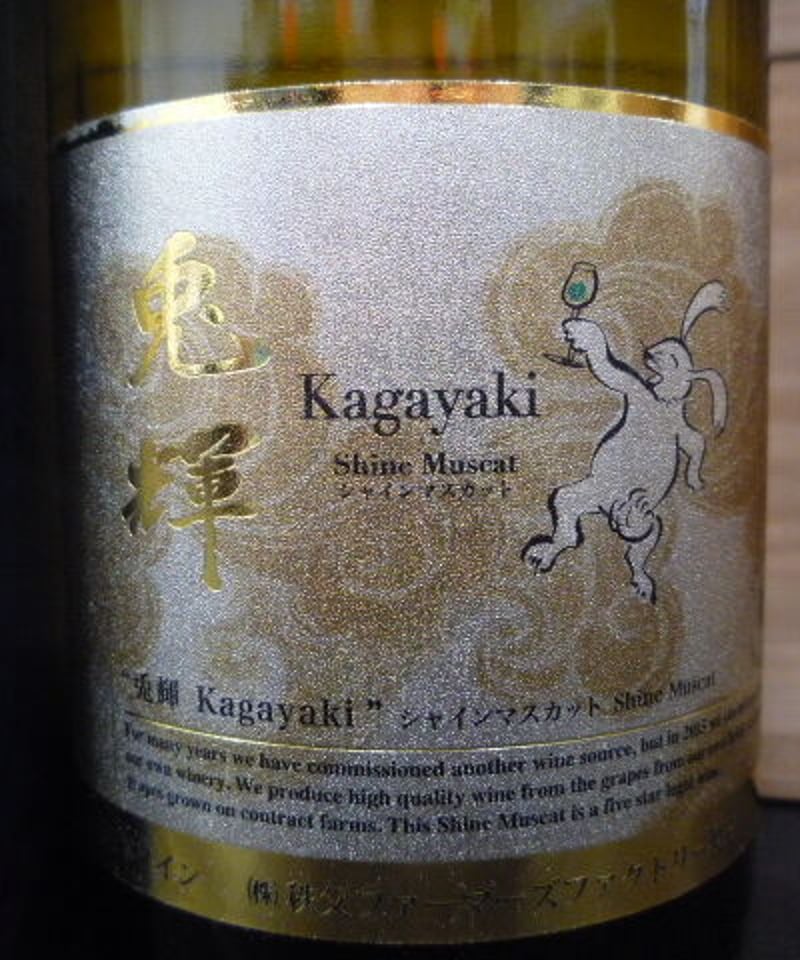 兎輝
Kagayaki
Shine Muscat
シャインマスカット
"兎輝 Kagayaki" シャインマスカット Shine Muscat
For many years we have commissioned another wine source, but in 2015 we
our own winery. We produce high quality wine from the grapes from our own
grapes grown on contract farms. This Shine Muscat is a five star light wine.
イン ㈱秩父ファーマーズファクトリー